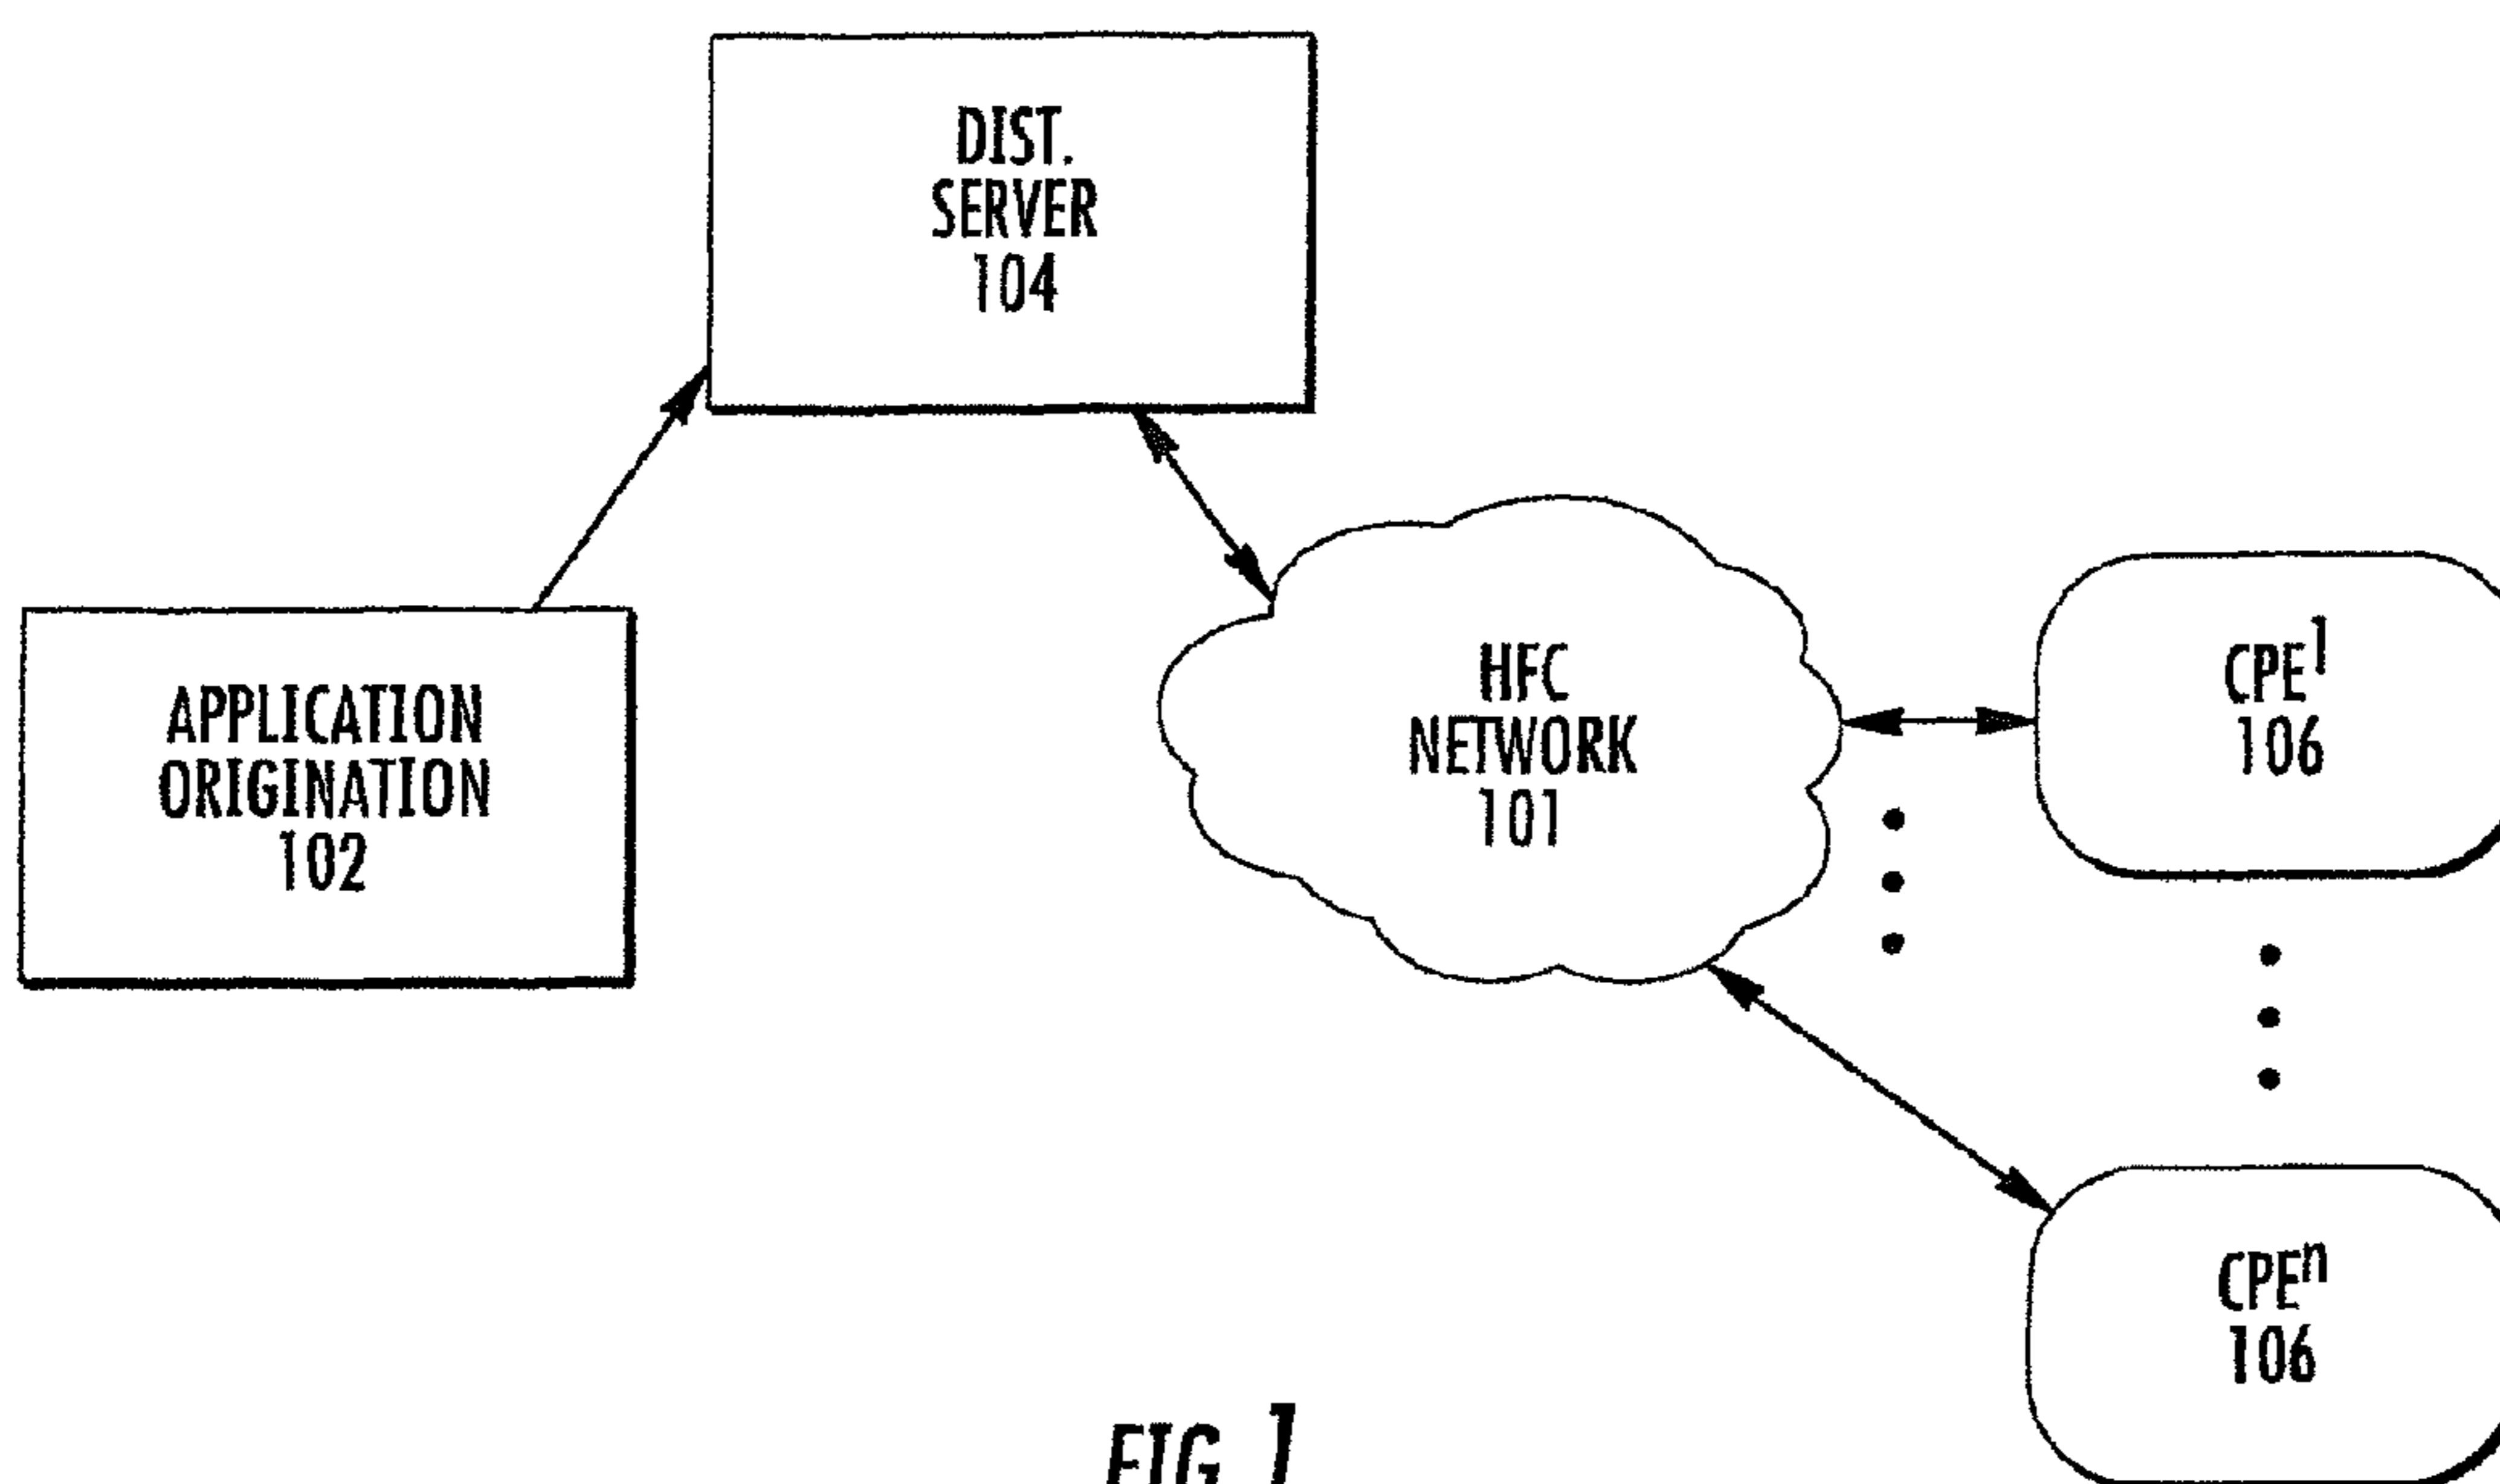 DIST.
SERVER
104
APPLICATION
ORIGINATION
102
HFC
NETWORK
101
CPE¹
106
CPEⁿ
106
FIG. 1